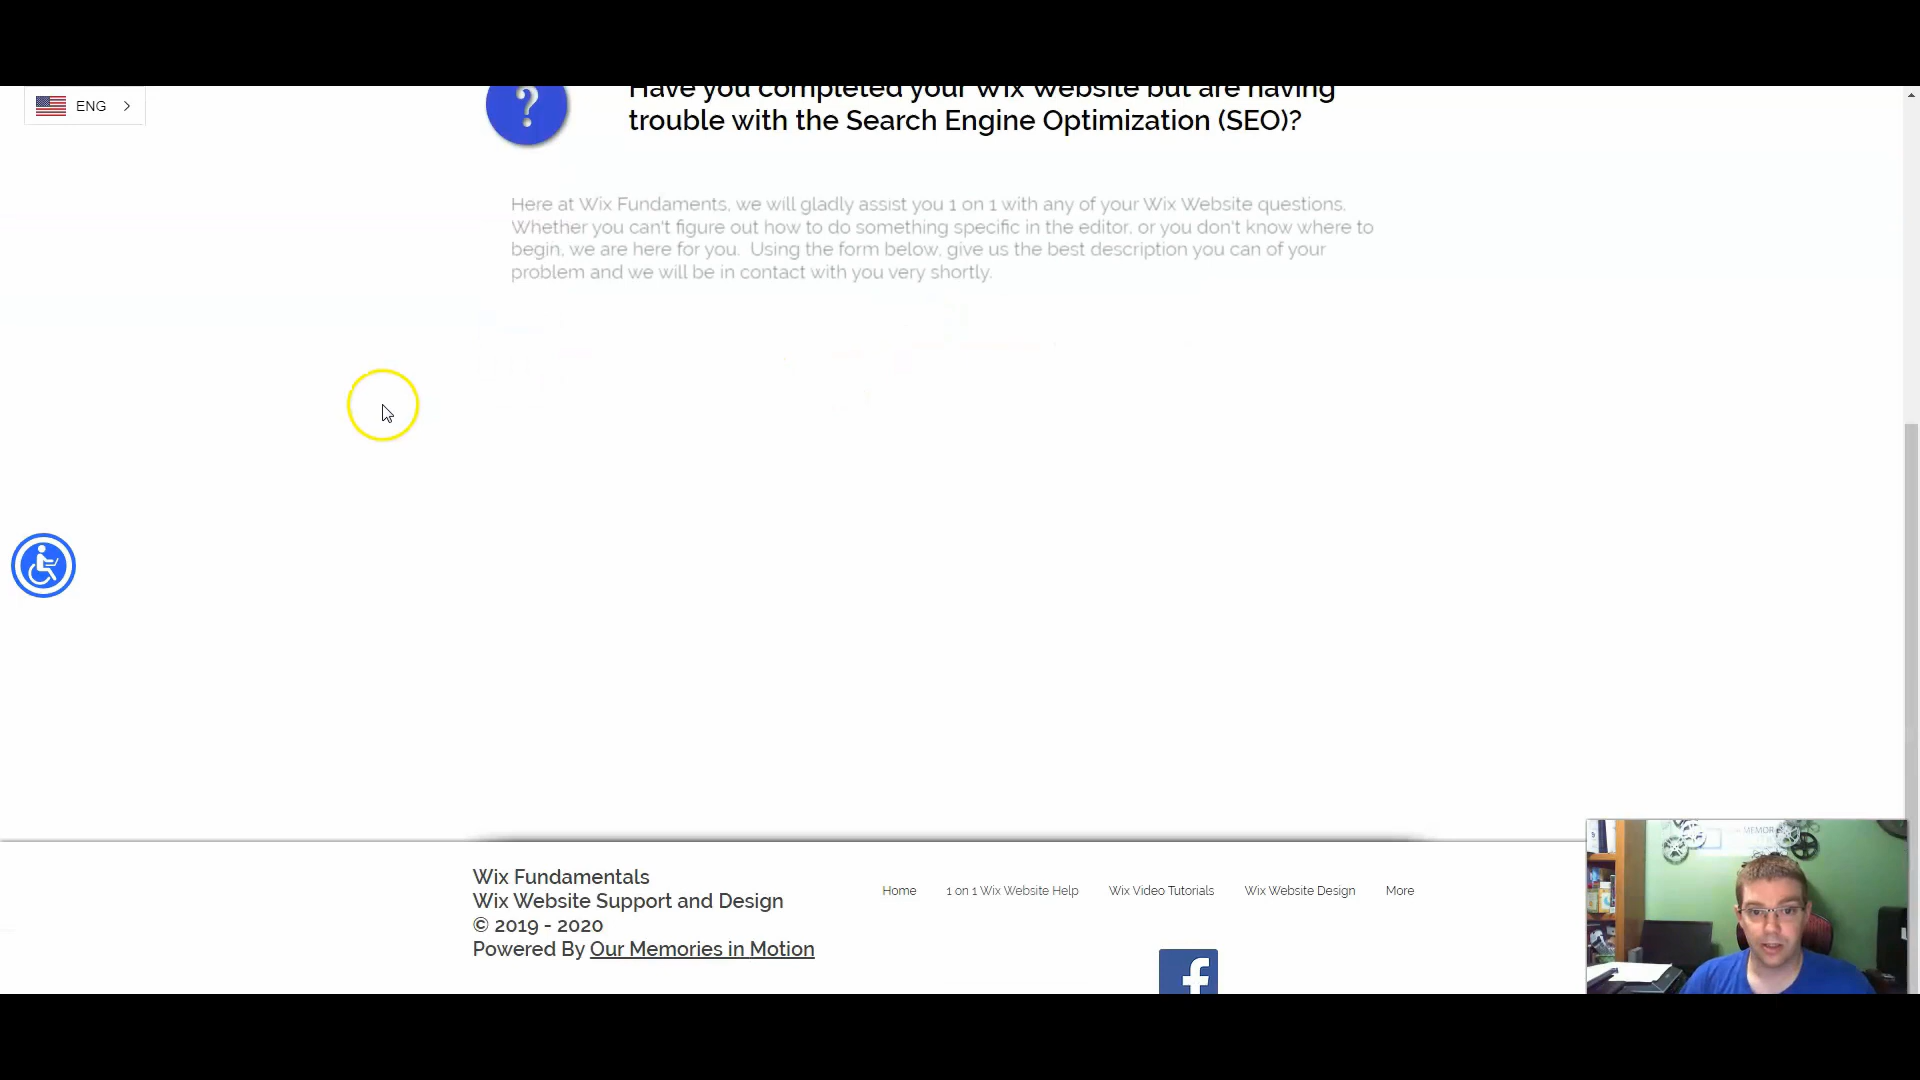 ENG
?
Have you completed your Wix Website but are having
trouble with the Search Engine Optimization (SEO)?
Here at Wix Fundaments, we will gladly assist you 1 on 1 with any of your Wix Website questions.
Whether you can't figure out how to do something specific in the editor, or you don't know where to
begin, we are here for you.  Using the form below, give us the best description you can of your
problem and we will be in contact with you very shortly.
Wix Fundamentals
Wix Website Support and Design
© 2019 - 2020
Powered By Our Memories in Motion
Home 1 on 1 Wix Website Help Wix Video Tutorials Wix Website Design More
f